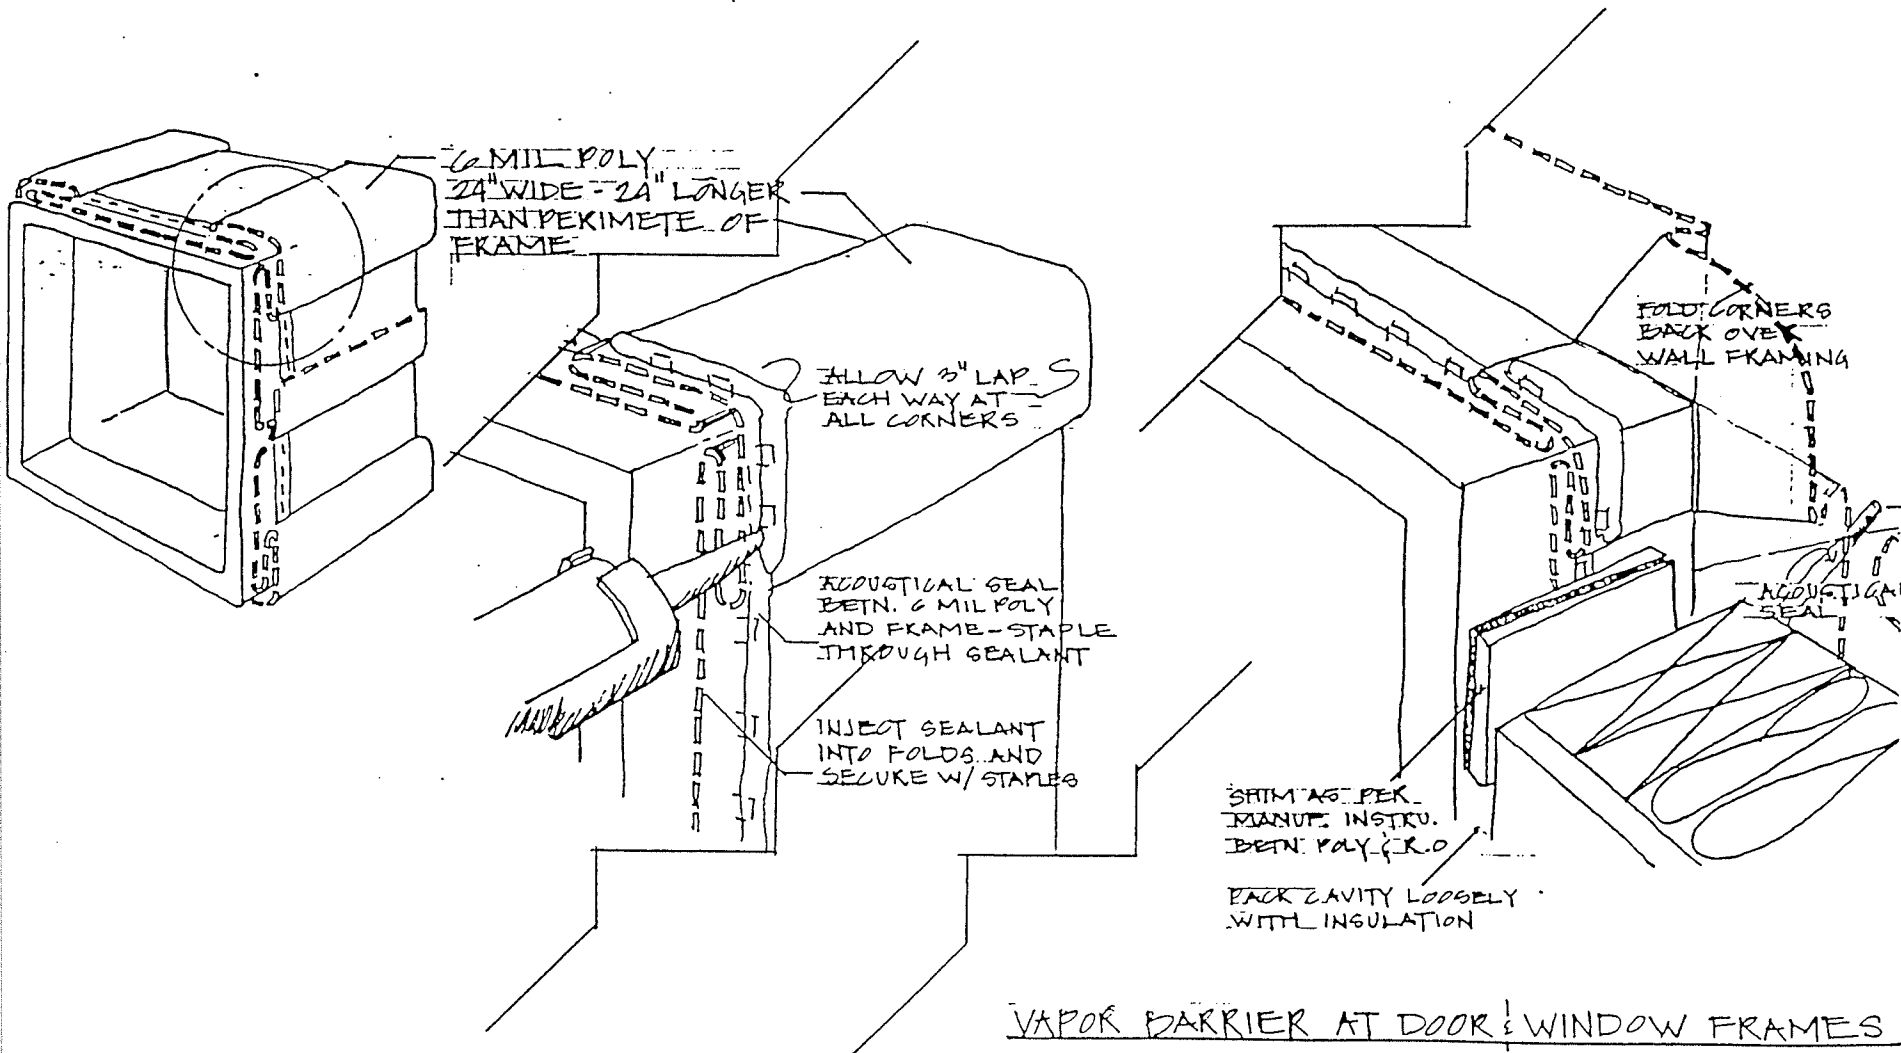 6 MIL POLY
24" WIDE - 24" LONGER
THAN PERIMETE OF
FRAME
ALLOW 3" LAP
EACH WAY AT
ALL CORNERS
ACOUSTICAL SEAL
BETN. 6 MIL POLY
AND FRAME - STAPLE
THROUGH SEALANT
INJECT SEALANT
INTO FOLDS AND
SECURE W/ STAPLES
FOLD CORNERS
BACK OVER
WALL FRAMING
ACOUSTICAL
SEAL
SHIM AS PER
MANUF. INSTRU.
BETN. POLY & R.O
PACK CAVITY LOOSELY
WITH INSULATION
VAPOR BARRIER AT DOOR & WINDOW FRAMES